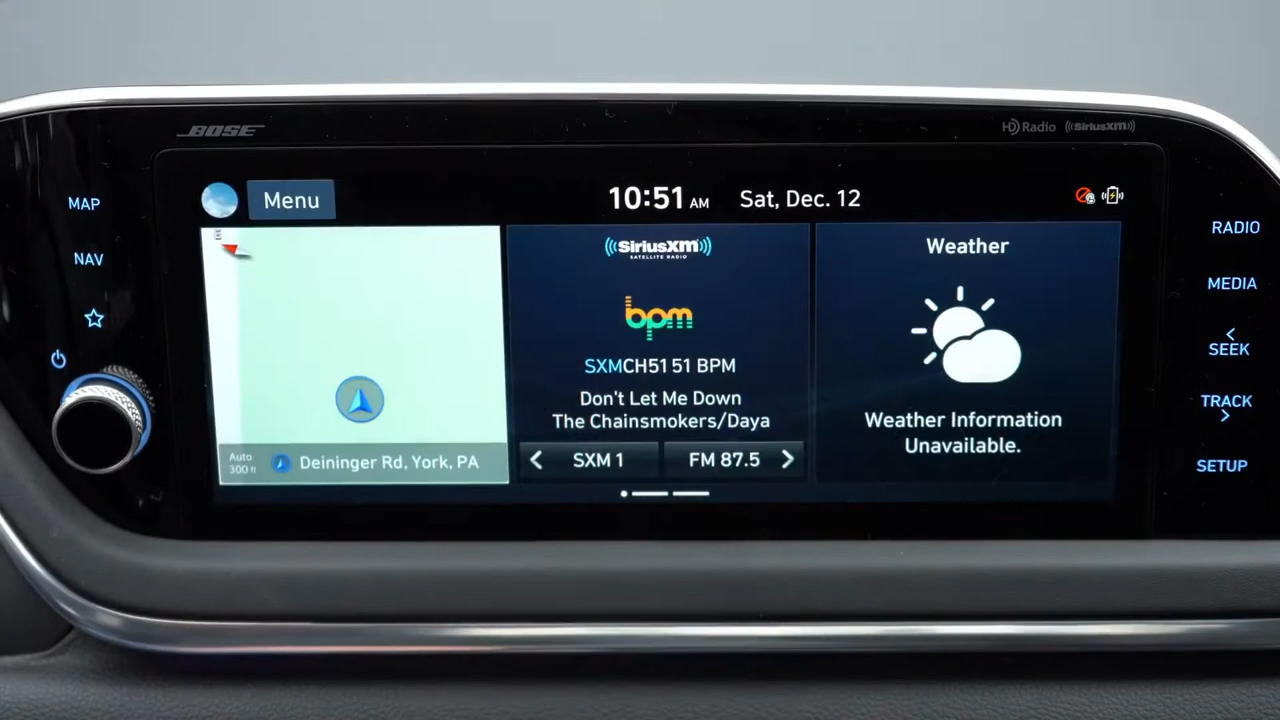 BOSE
HD Radio ((SiriusXM))
MAP
NAV
Menu
10:51 AM Sat, Dec. 12
Auto
300 ft
Deininger Rd, York, PA
((SiriusXM))
SATELLITE RADIO
bpm
SXMCH51 51 BPM
Don't Let Me Down
The Chainsmokers/Daya
< SXM 1
FM 87.5 >
Weather
Weather Information
Unavailable.
RADIO
MEDIA
<
SEEK
TRACK
>
SETUP